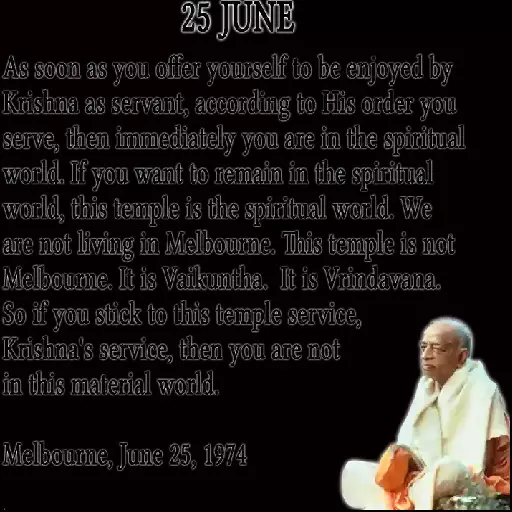 25 JUNE
As soon as you offer yourself to be enjoyed by
Krishna as servant, according to His order you
serve, then immediately you are in the spiritual
world. If you want to remain in the spiritual
world, this temple is the spiritual world. We
are not living in Melbourne. This temple is not
Melbourne. It is Vaikuntha.  It is Vrindavana.
So if you stick to this temple service,
Krishna's service, then you are not
in this material world.
Melbourne, June 25, 1974